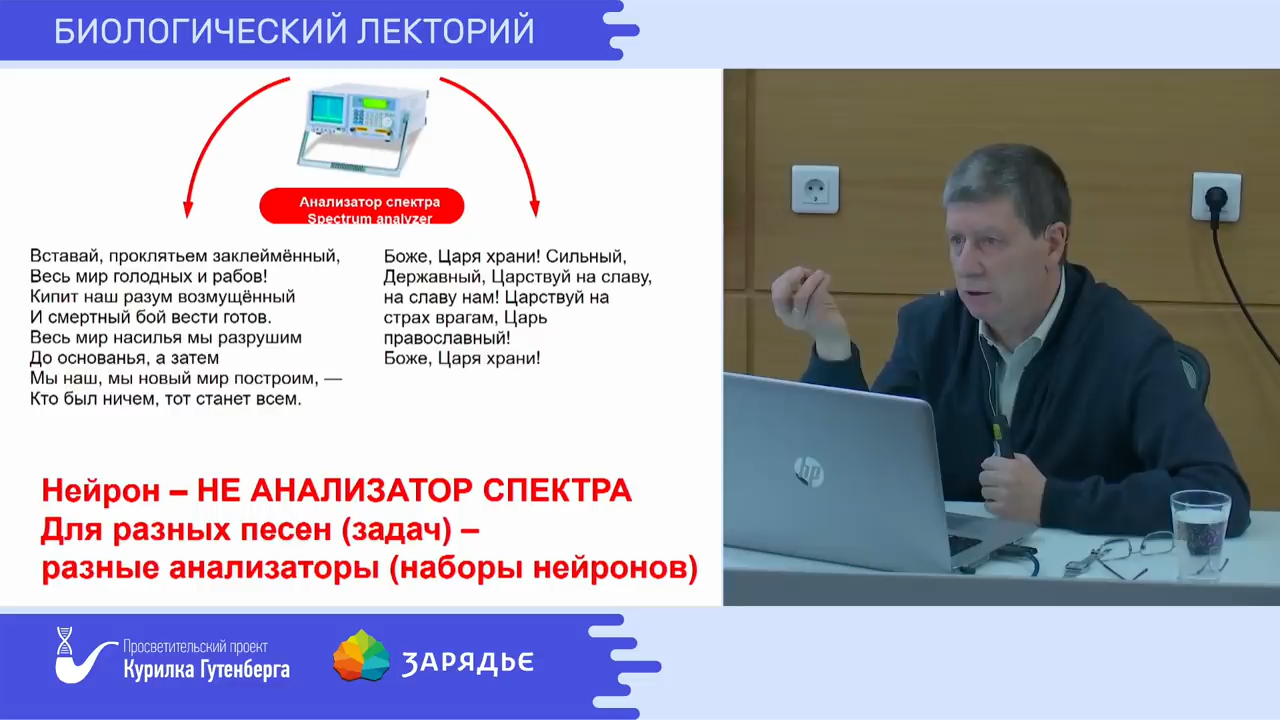 БИОЛОГИЧЕСКИЙ ЛЕКТОРИЙ
Анализатор спектра
Spectrum analyzer
Вставай, проклятьем заклеймённый,
Весь мир голодных и рабов!
Кипит наш разум возмущённый
И смертный бой вести готов.
Весь мир насилья мы разрушим
До основанья, а затем
Мы наш, мы новый мир построим, —
Кто был ничем, тот станет всем.
Боже, Царя храни! Сильный,
Державный, Царствуй на славу,
на славу нам! Царствуй на
страх врагам, Царь
православный!
Боже, Царя храни!
Нейрон – НЕ АНАЛИЗАТОР СПЕКТРА
Для разных песен (задач) –
разные анализаторы (наборы нейронов)
hp
Просветительский проект
Курилка Гутенберга
ЗАРЯДЬЕ